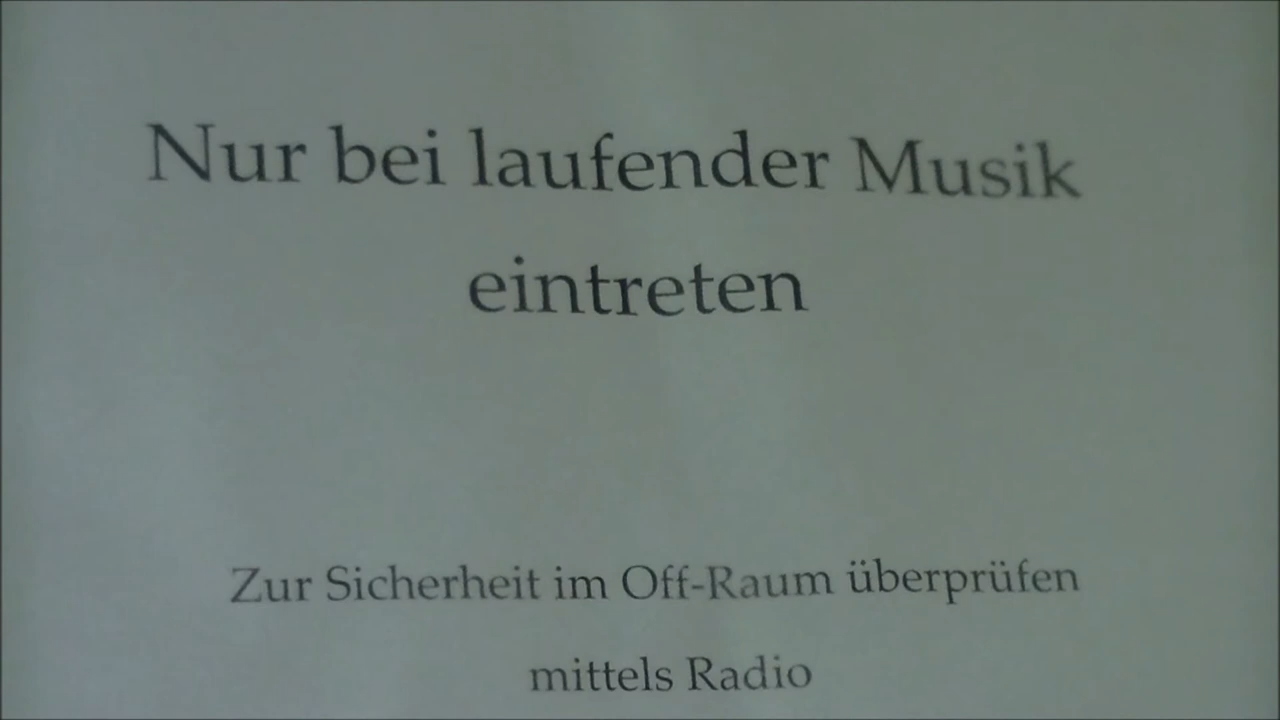 Nur bei laufender Musik
eintreten
Zur Sicherheit im Off-Raum überprüfen
mittels Radio